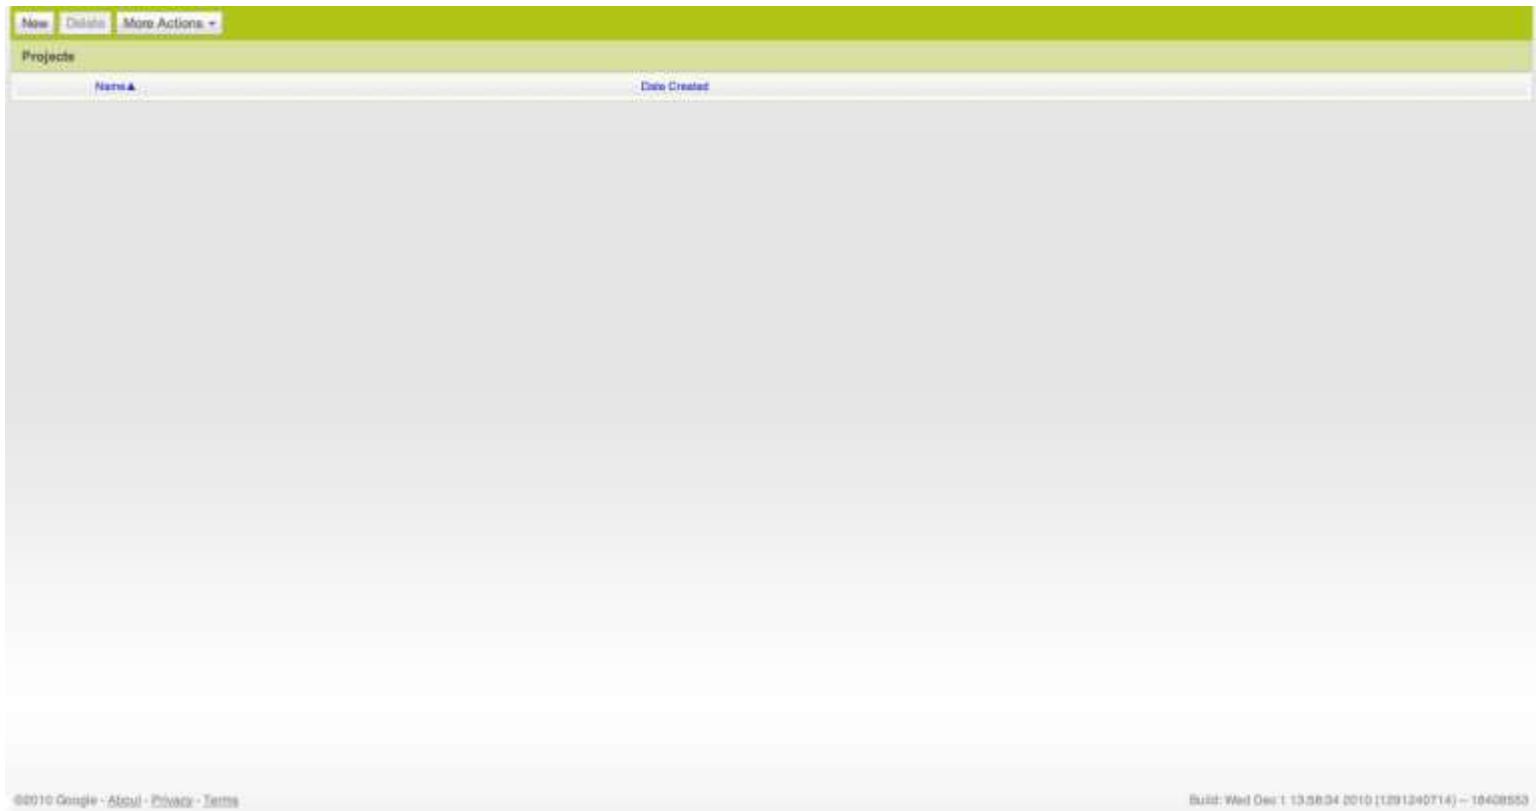 New Delete More Actions
Projects
Name▲ Date Created
©2010 Google - About - Privacy - Terms
Build: Wed Dec 1 13:58:34 2010 (1291240714) -- 18408553